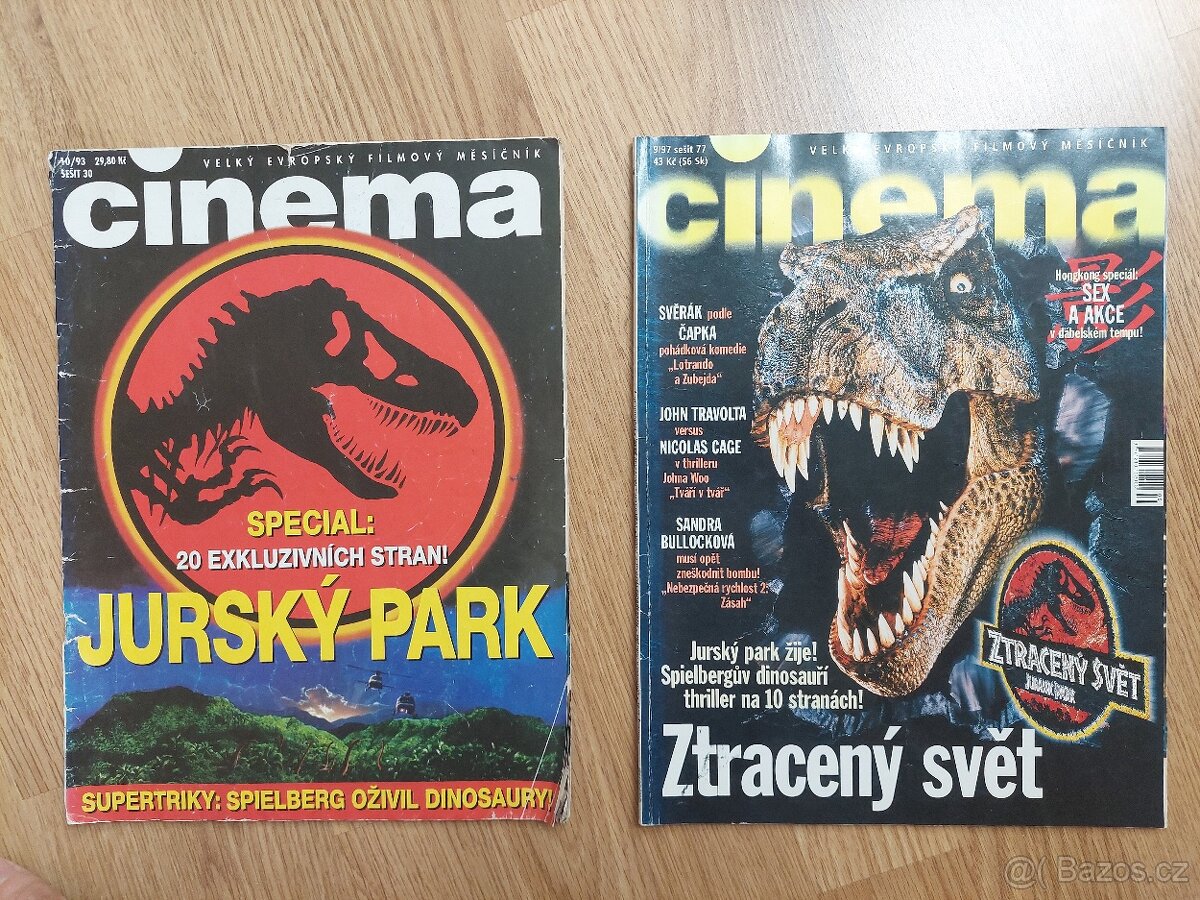 10/93 29,80 Kč
SEŠIT 30
VELKÝ EVROPSKÝ FILMOVÝ MĚSÍČNÍK
cinema
SPECIAL:
20 EXKLUZIVNÍCH STRAN!
JURSKÝ PARK
SUPERTRIKY: SPIELBERG OŽIVIL DINOSAURY!
9/97 sešit 77
43 Kč (56 Sk)
VELKÝ EVROPSKÝ FILMOVÝ MĚSÍČNÍK
cinema
Hongkong speciál:
SEX
A AKCE
v ďábelském tempu!
影
SVĚRÁK podle
ČAPKA
pohádková komedie
„Lotrando
a Zubejda“
JOHN TRAVOLTA
versus
NICOLAS CAGE
v thrilleru
Johna Woo
„Tváří v tvář“
SANDRA
BULLOCKOVÁ
musí opět
zneškodnit bombu!
„Nebezpečná rychlost 2:
Zásah“
Jurský park žije!
Spielbergův dinosauří
thriller na 10 stranách!
ZTRACENÝ SVĚT
JURSKÝ PARK
Ztracený svět
@( Bazos.cz